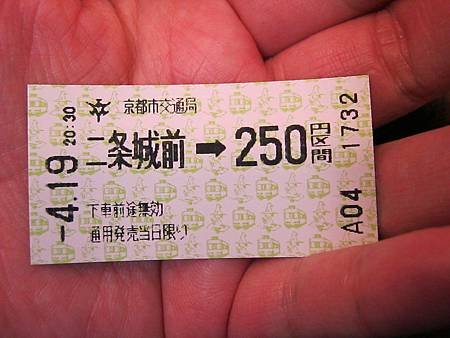 京都市交通局
二条城前➡250円区間
下車前途無効
通用発売当日限り
-4.19 20:30
A04 1732